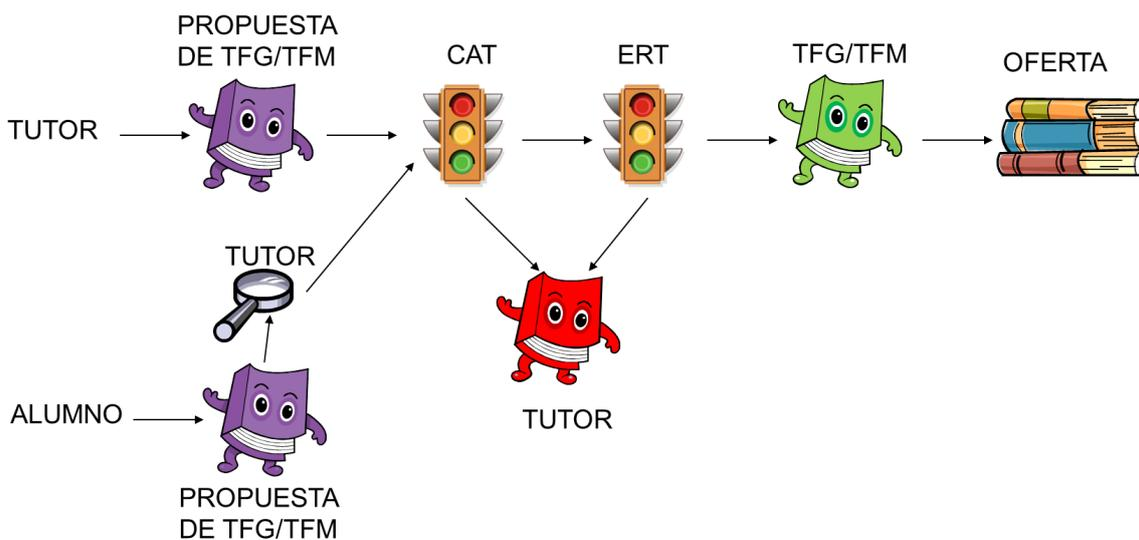 PROPUESTA
DE TFG/TFM
CAT
ERT
TFG/TFM
OFERTA
TUTOR
TUTOR
TUTOR
ALUMNO
PROPUESTA
DE TFG/TFM